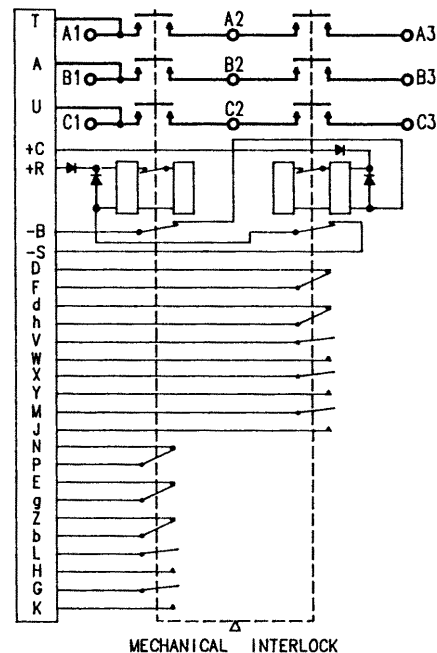 T
A1 A2 A3
A
B1 B2 B3
U
C1 C2 C3
+C
+R
-B
-S
D
F
d
h
V
W
X
Y
M
J
N
P
E
g
Z
b
L
H
G
K
MECHANICAL INTERLOCK